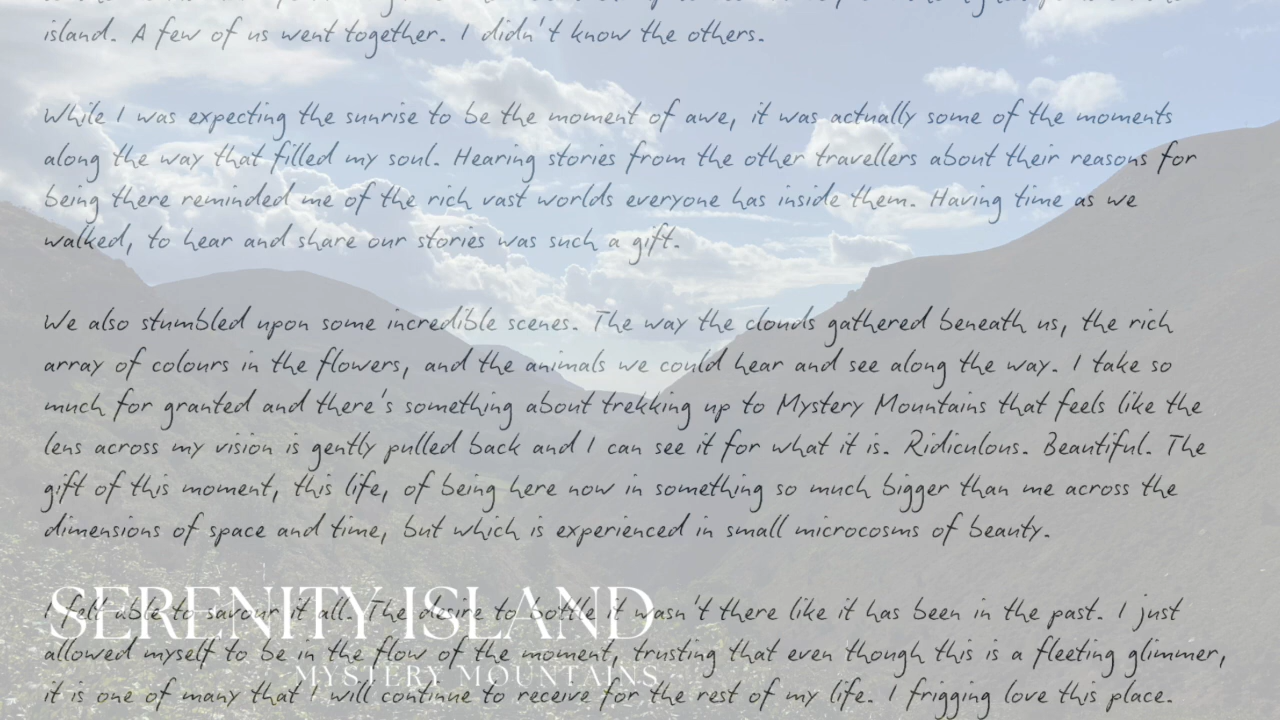 island. A few of us went together. I didn't know the others.
While I was expecting the sunrise to be the moment of awe, it was actually some of the moments
along the way that filled my soul. Hearing stories from the other travellers about their reasons for
being there reminded me of the rich vast worlds everyone has inside them. Having time as we
walked, to hear and share our stories was such a gift.
We also stumbled upon some incredible scenes. The way the clouds gathered beneath us, the rich
array of colours in the flowers, and the animals we could hear and see along the way. I take so
much for granted and there's something about trekking up to Mystery Mountains that feels like the
lens across my vision is gently pulled back and I can see it for what it is. Ridiculous. Beautiful. The
gift of this moment, this life, of being here now in something so much bigger than me across the
dimensions of space and time, but which is experienced in small microcosms of beauty.
SERENITY ISLAND
I fell able to savour it all. The desire to bottle it wasn't there like it has been in the past. I just
allowed myself to be in the flow of the moment, trusting that even though this is a fleeting glimmer,
MYSTERY MOUNTAINS
it is one of many that I will continue to receive for the rest of my life. I frigging love this place.